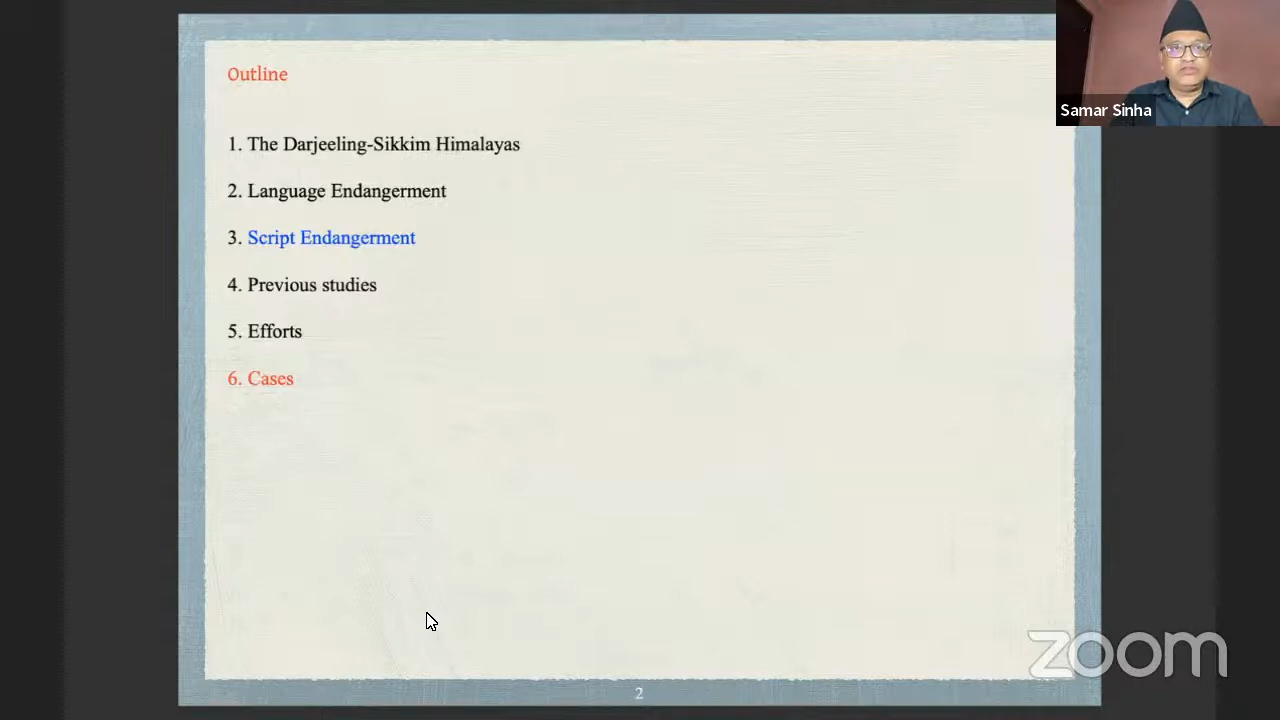 Outline
Samar Sinha
1. The Darjeeling-Sikkim Himalayas
2. Language Endangerment
3. Script Endangerment
4. Previous studies
5. Efforts
6. Cases
zoom
2